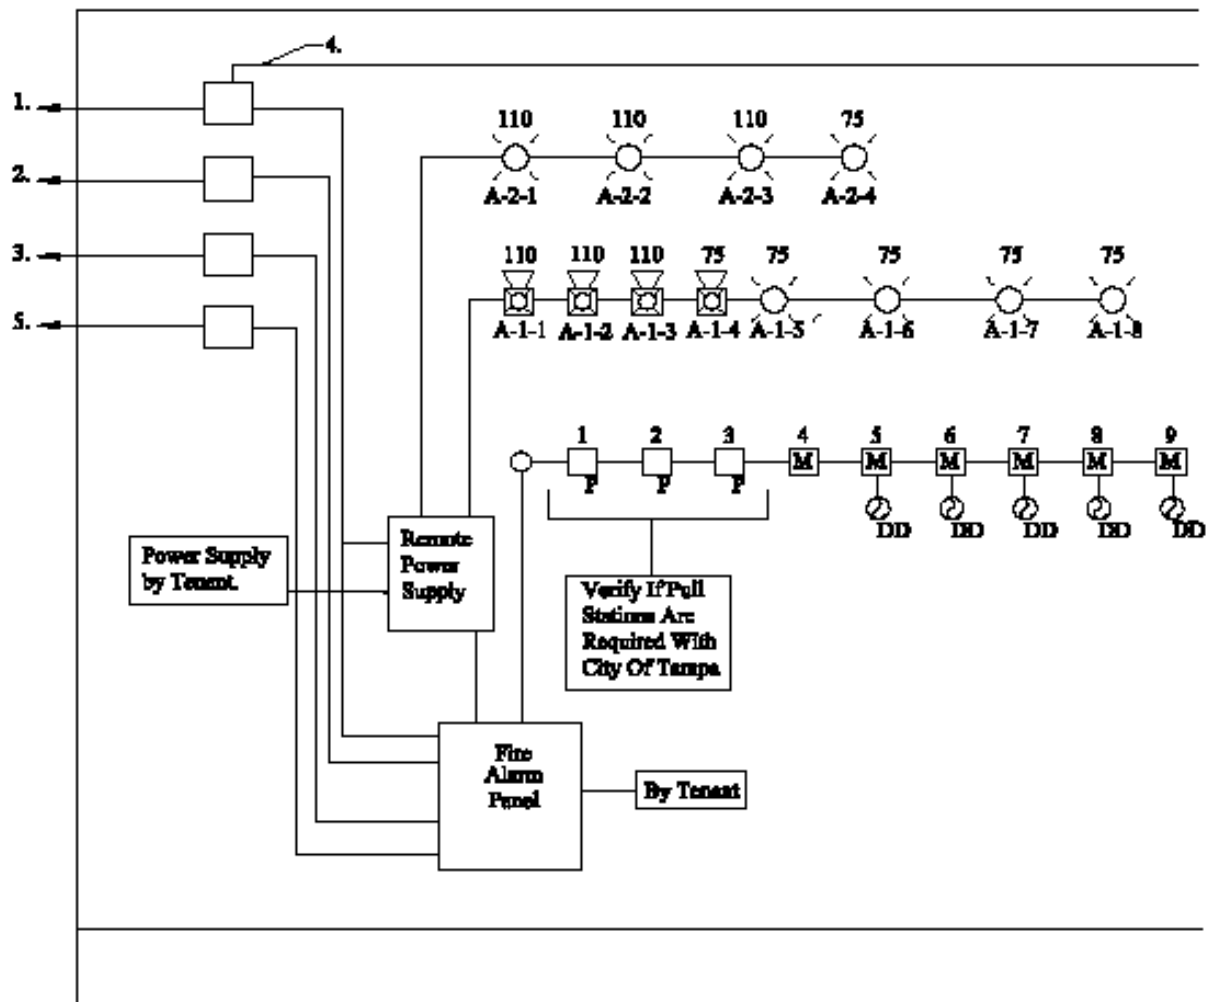 4.
1.
110 110 110 75
A-2-1 A-2-2 A-2-3 A-2-4
2.
3.
110 110 110 75 75 75 75 75
A-1-1 A-1-2 A-1-3 A-1-4 A-1-5 A-1-6 A-1-7 A-1-8
5.
1 2 3 4 5 6 7 8 9
M M M M M M
P P P
DD DD DD DD DD
Remote
Power
Supply
Power Supply
by Tenant.
Verify If Pull
Stations Are
Required With
City Of Tampa
Fire
Alarm
Panel
By Tenant